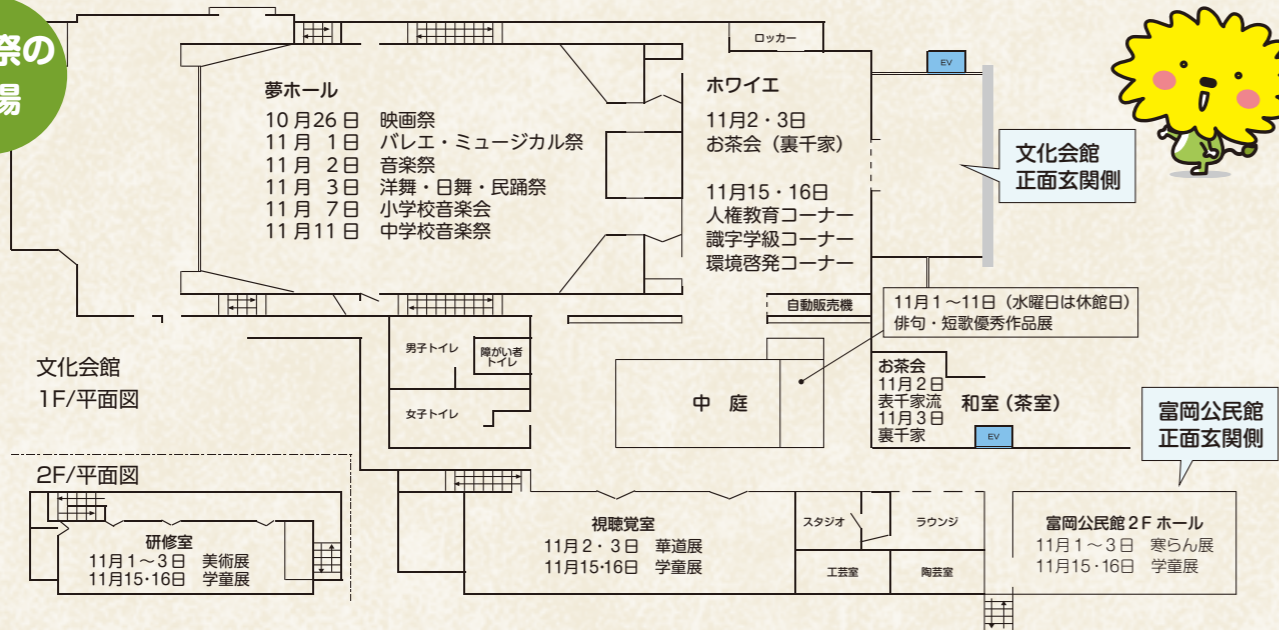 祭の
場
夢ホール
10月26日 映画祭
11月 1日 バレエ・ミュージカル祭
11月 2日 音楽祭
11月 3日 洋舞・日舞・民踊祭
11月 7日 小学校音楽会
11月11日 中学校音楽祭
ロッカー
ホワイエ
11月2・3日
お茶会（裏千家）
11月15・16日
人権教育コーナー
識字学級コーナー
環境啓発コーナー
EV
文化会館
正面玄関側
自動販売機
11月1～11日（水曜日は休館日）
俳句・短歌優秀作品展
文化会館
1F/平面図
男子トイレ
障がい者
トイレ
女子トイレ
中 庭
お茶会
11月2日
表千家流
11月3日
裏千家
和室（茶室）
EV
富岡公民館
正面玄関側
2F/平面図
研修室
11月1～3日 美術展
11月15・16日 学童展
視聴覚室
11月2・3日 華道展
11月15・16日 学童展
スタジオ
ラウンジ
工芸室
陶芸室
富岡公民館2Fホール
11月1～3日 寒らん展
11月15・16日 学童展